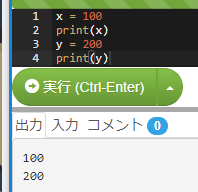 1 x = 100
2 print(x)
3 y = 200
4 print(y)
実行 (Ctrl-Enter)
出力 入力 コメント 0
100
200